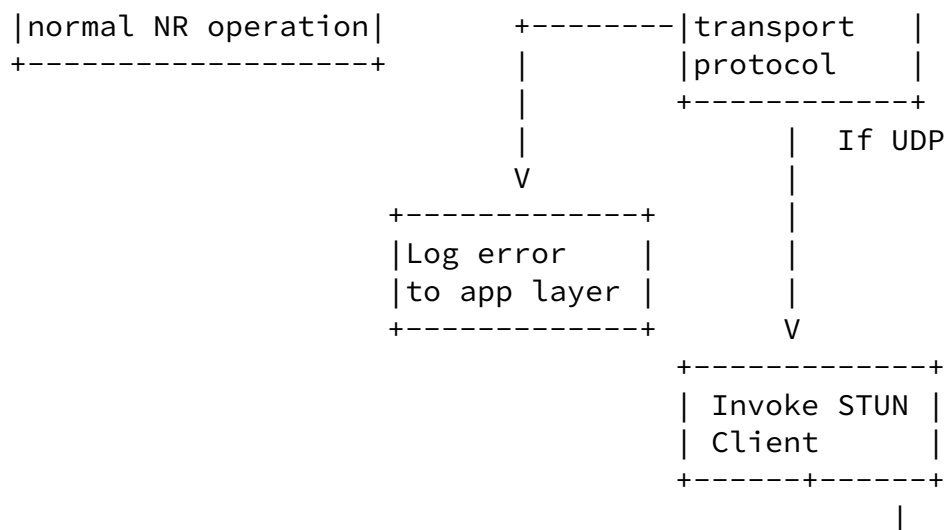 |normal NR operation|       +--------|transport   |
+-------------------+       |        |protocol    |
                            |        +------------+
                            |              |  If UDP
                            V              |
                     +-------------+       |
                     |Log error    |       |
                     |to app layer |       |
                     +-------------+       V
                                     +-------------+
                                     | Invoke STUN |
                                     | Client      |
                                     +------+------+
                                                 |